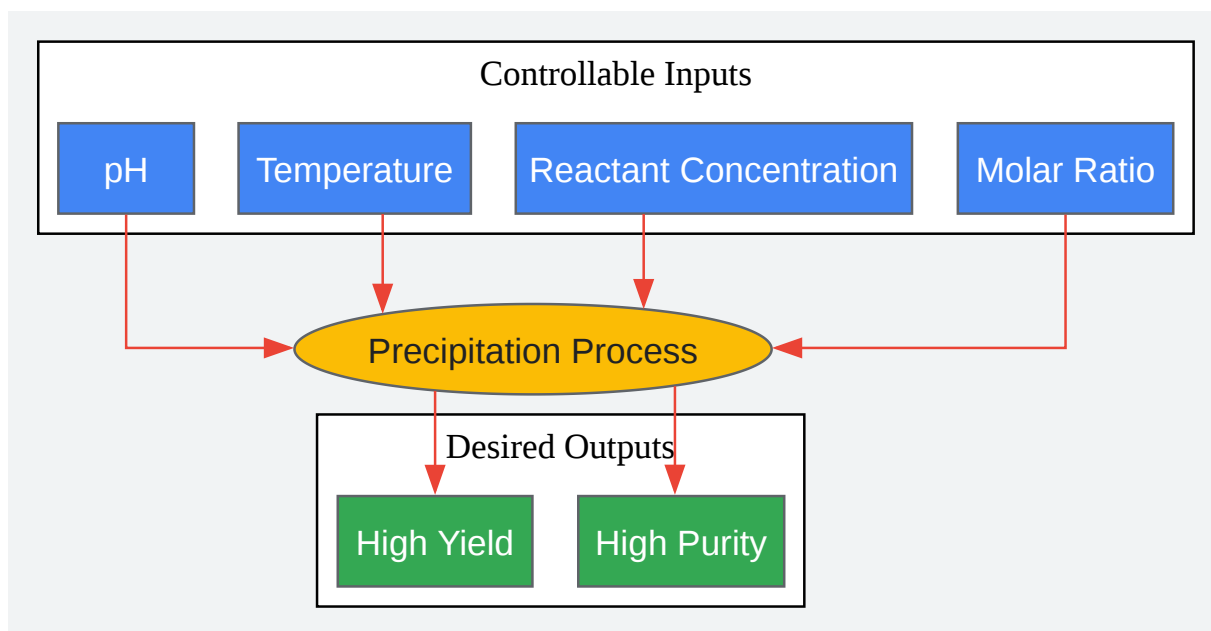 Controllable Inputs
pH
Temperature
Reactant Concentration
Molar Ratio
Precipitation Process
Desired Outputs
High Yield
High Purity